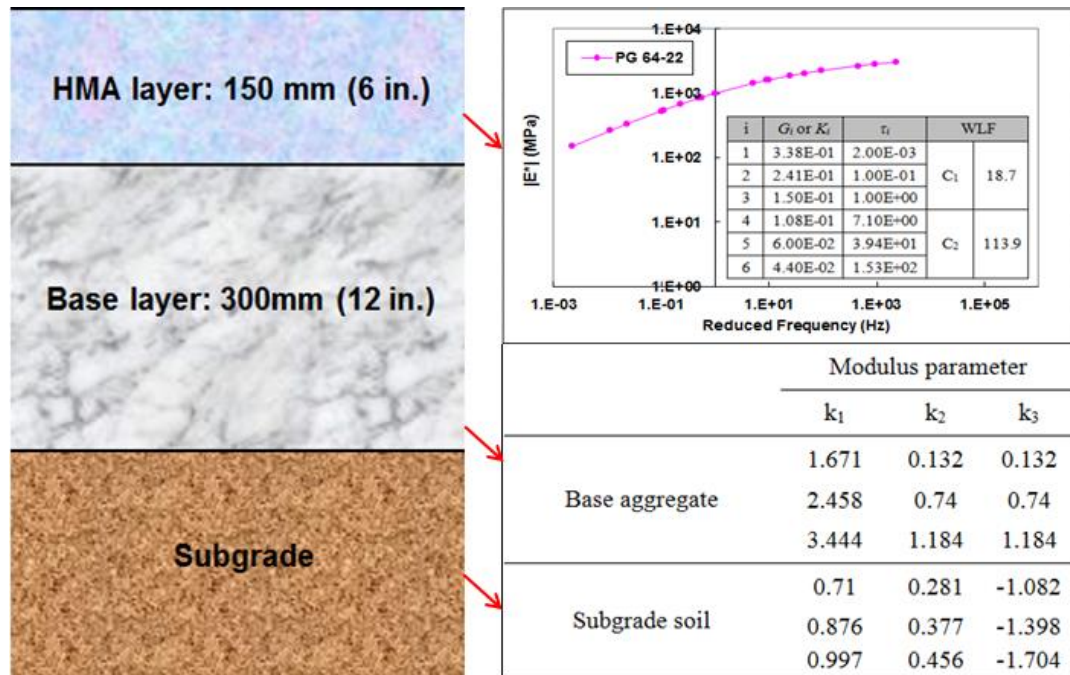 HMA layer: 150 mm (6 in.)
Base layer: 300mm (12 in.)
Subgrade
1.E+04
1.E+03
1.E+02
1.E+01
1.E+00
|E*| (MPa)
PG 64-22
i Gᵢ or Kᵢ τᵢ WLF
1 3.38E-01 2.00E-03
2 2.41E-01 1.00E-01
3 1.50E-01 1.00E+00
C₁ 18.7
4 1.08E-01 7.10E+00
5 6.00E-02 3.94E+01
6 4.40E-02 1.53E+02
C₂ 113.9
1.E-03 1.E-01 1.E+01 1.E+03 1.E+05
Reduced Frequency (Hz)
Modulus parameter
k₁ k₂ k₃
Base aggregate
1.671 0.132 0.132
2.458 0.74 0.74
3.444 1.184 1.184
Subgrade soil
0.71 0.281 -1.082
0.876 0.377 -1.398
0.997 0.456 -1.704